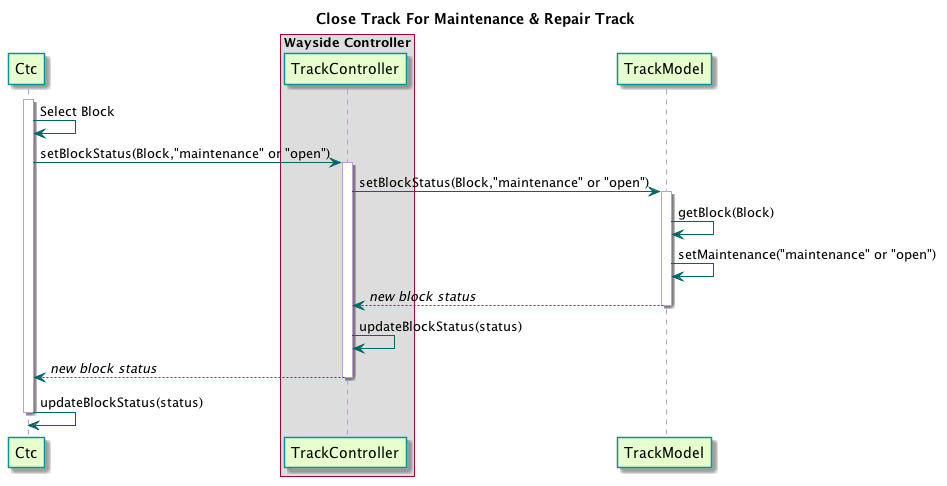 Close Track For Maintenance & Repair Track
Wayside Controller
Ctc
TrackController
TrackModel
Select Block
setBlockStatus(Block,"maintenance" or "open")
setBlockStatus(Block,"maintenance" or "open")
getBlock(Block)
setMaintenance("maintenance" or "open")
new block status
updateBlockStatus(status)
new block status
updateBlockStatus(status)
Ctc
TrackController
TrackModel